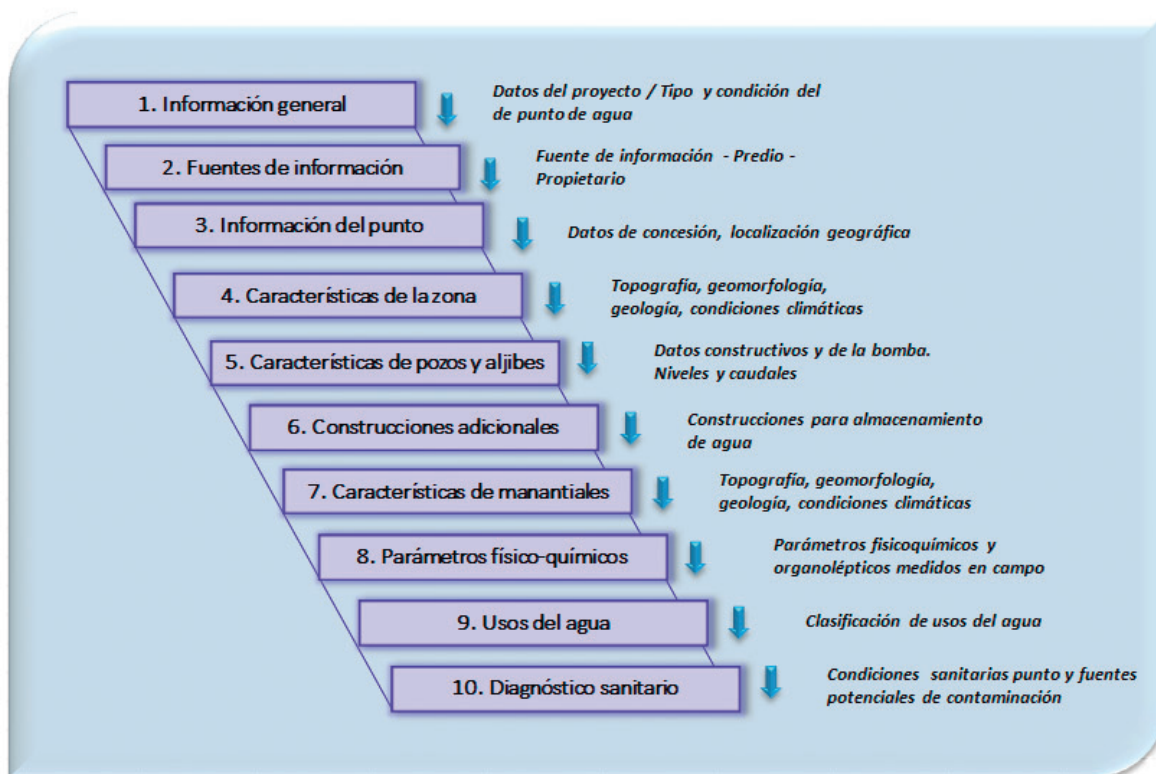 1. Información general
Datos del proyecto / Tipo y condición del
de punto de agua
2. Fuentes de información
Fuente de información - Predio -
Propietario
3. Información del punto
Datos de concesión, localización geográfica
4. Características de la zona
Topografía, geomorfología,
geología, condiciones climáticas
5. Características de pozos y aljibes
Datos constructivos y de la bomba.
Niveles y caudales
6. Construcciones adicionales
Construcciones para almacenamiento
de agua
7. Características de manantiales
Topografía, geomorfología,
geología, condiciones climáticas
8. Parámetros físico-químicos
Parámetros fisicoquímicos y
organolépticos medidos en campo
9. Usos del agua
Clasificación de usos del agua
10. Diagnóstico sanitario
Condiciones sanitarias punto y fuentes
potenciales de contaminación